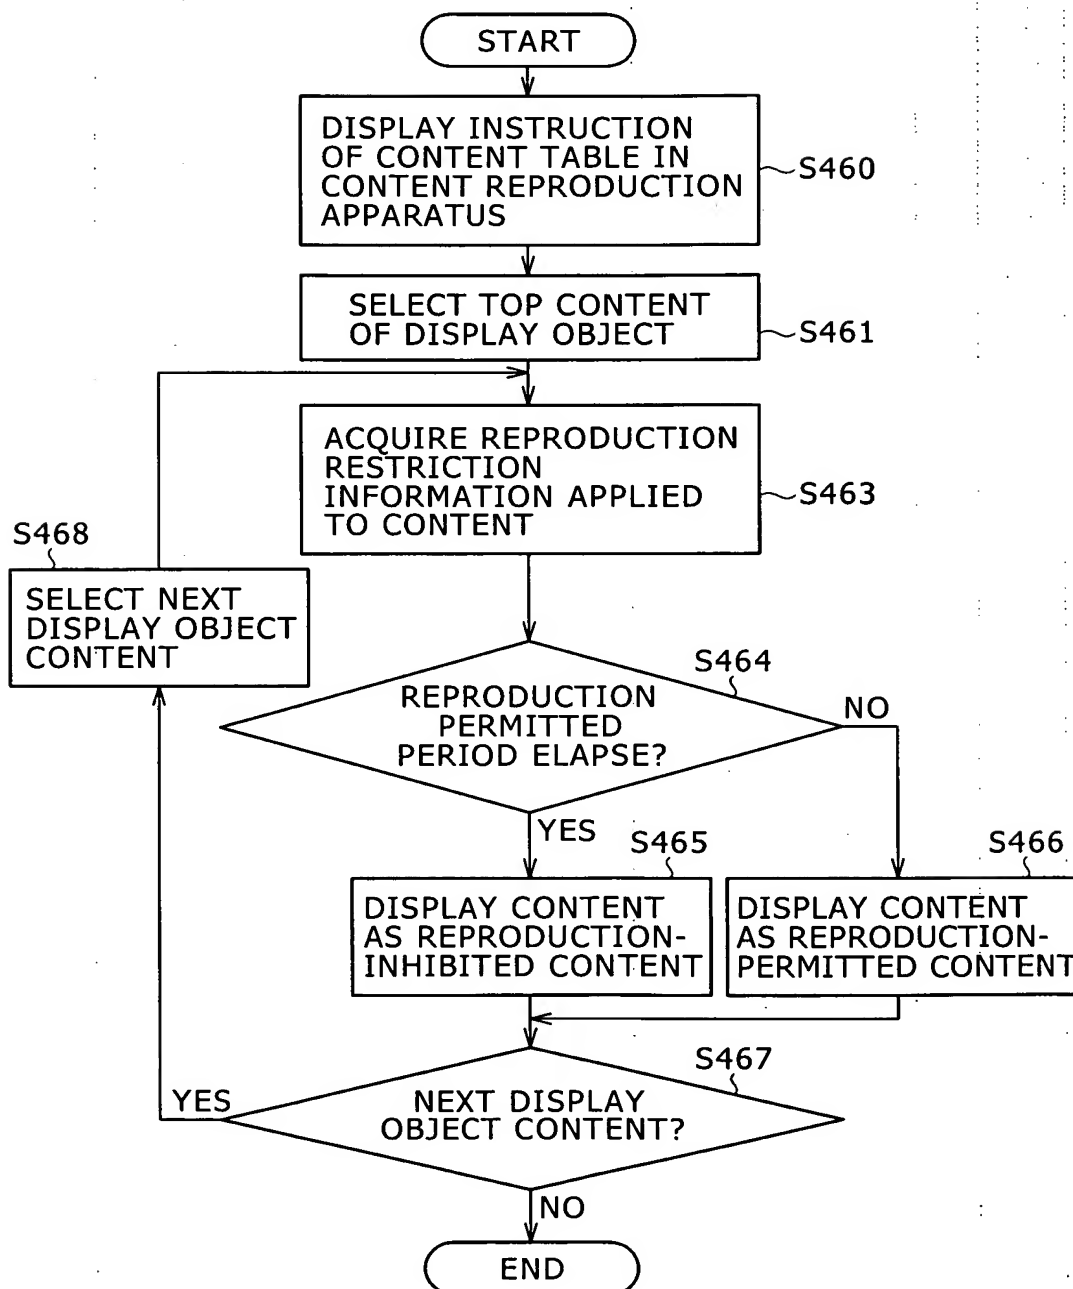 START
DISPLAY INSTRUCTION
OF CONTENT TABLE IN
CONTENT REPRODUCTION
APPARATUS
S460
SELECT TOP CONTENT
OF DISPLAY OBJECT
S461
ACQUIRE REPRODUCTION
RESTRICTION
INFORMATION APPLIED
TO CONTENT
S463
S468
SELECT NEXT
DISPLAY OBJECT
CONTENT
S464
REPRODUCTION
PERMITTED
PERIOD ELAPSE?
NO
YES
S465
S466
DISPLAY CONTENT
AS REPRODUCTION-
INHIBITED CONTENT
DISPLAY CONTENT
AS REPRODUCTION-
PERMITTED CONTENT
S467
YES
NEXT DISPLAY
OBJECT CONTENT?
NO
END